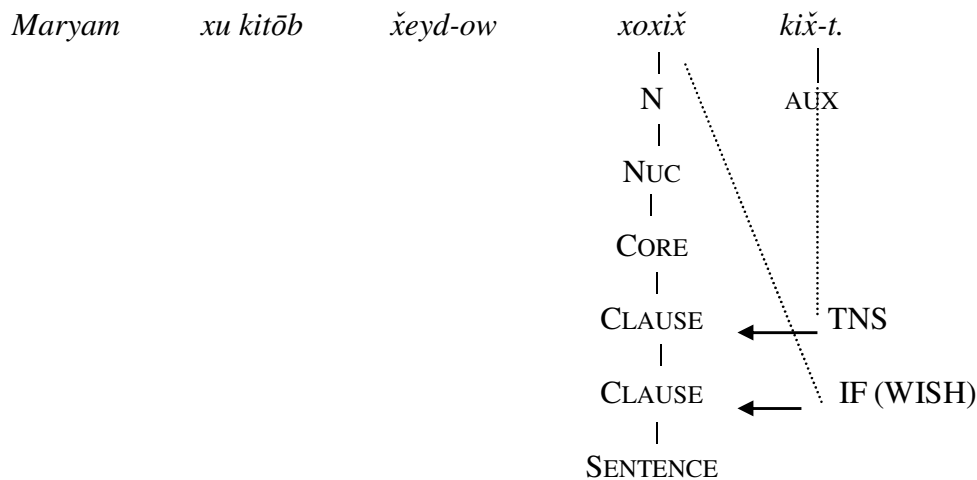 Maryam xu kitōb x̌eyd-ow xoxix̌ kix̌-t.
N AUX
NUC
CORE
CLAUSE TNS
CLAUSE IF (WISH)
SENTENCE